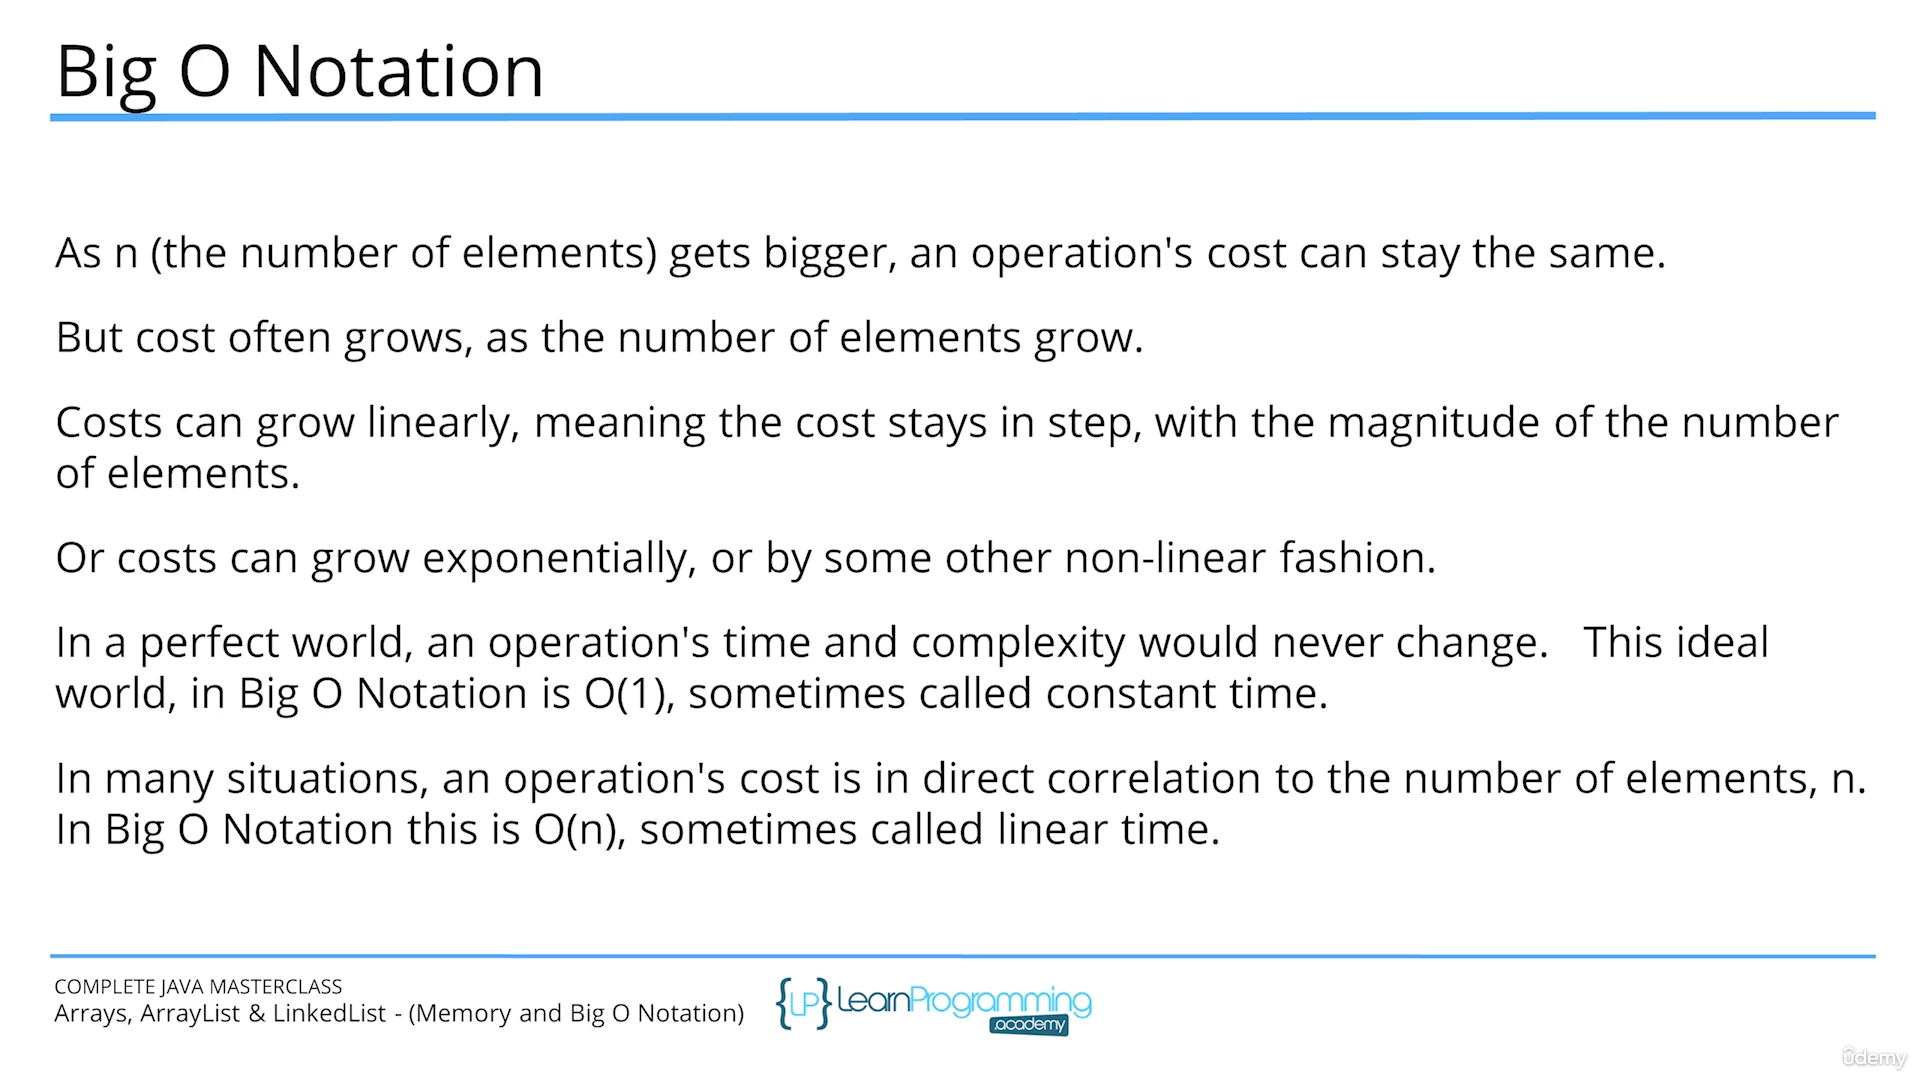 Big O Notation
As n (the number of elements) gets bigger, an operation's cost can stay the same.
But cost often grows, as the number of elements grow.
Costs can grow linearly, meaning the cost stays in step, with the magnitude of the number
of elements.
Or costs can grow exponentially, or by some other non-linear fashion.
In a perfect world, an operation's time and complexity would never change.   This ideal
world, in Big O Notation is O(1), sometimes called constant time.
In many situations, an operation's cost is in direct correlation to the number of elements, n.
In Big O Notation this is O(n), sometimes called linear time.
COMPLETE JAVA MASTERCLASS
Arrays, ArrayList & LinkedList - (Memory and Big O Notation)
{LP} LearnProgramming
.academy
udemy